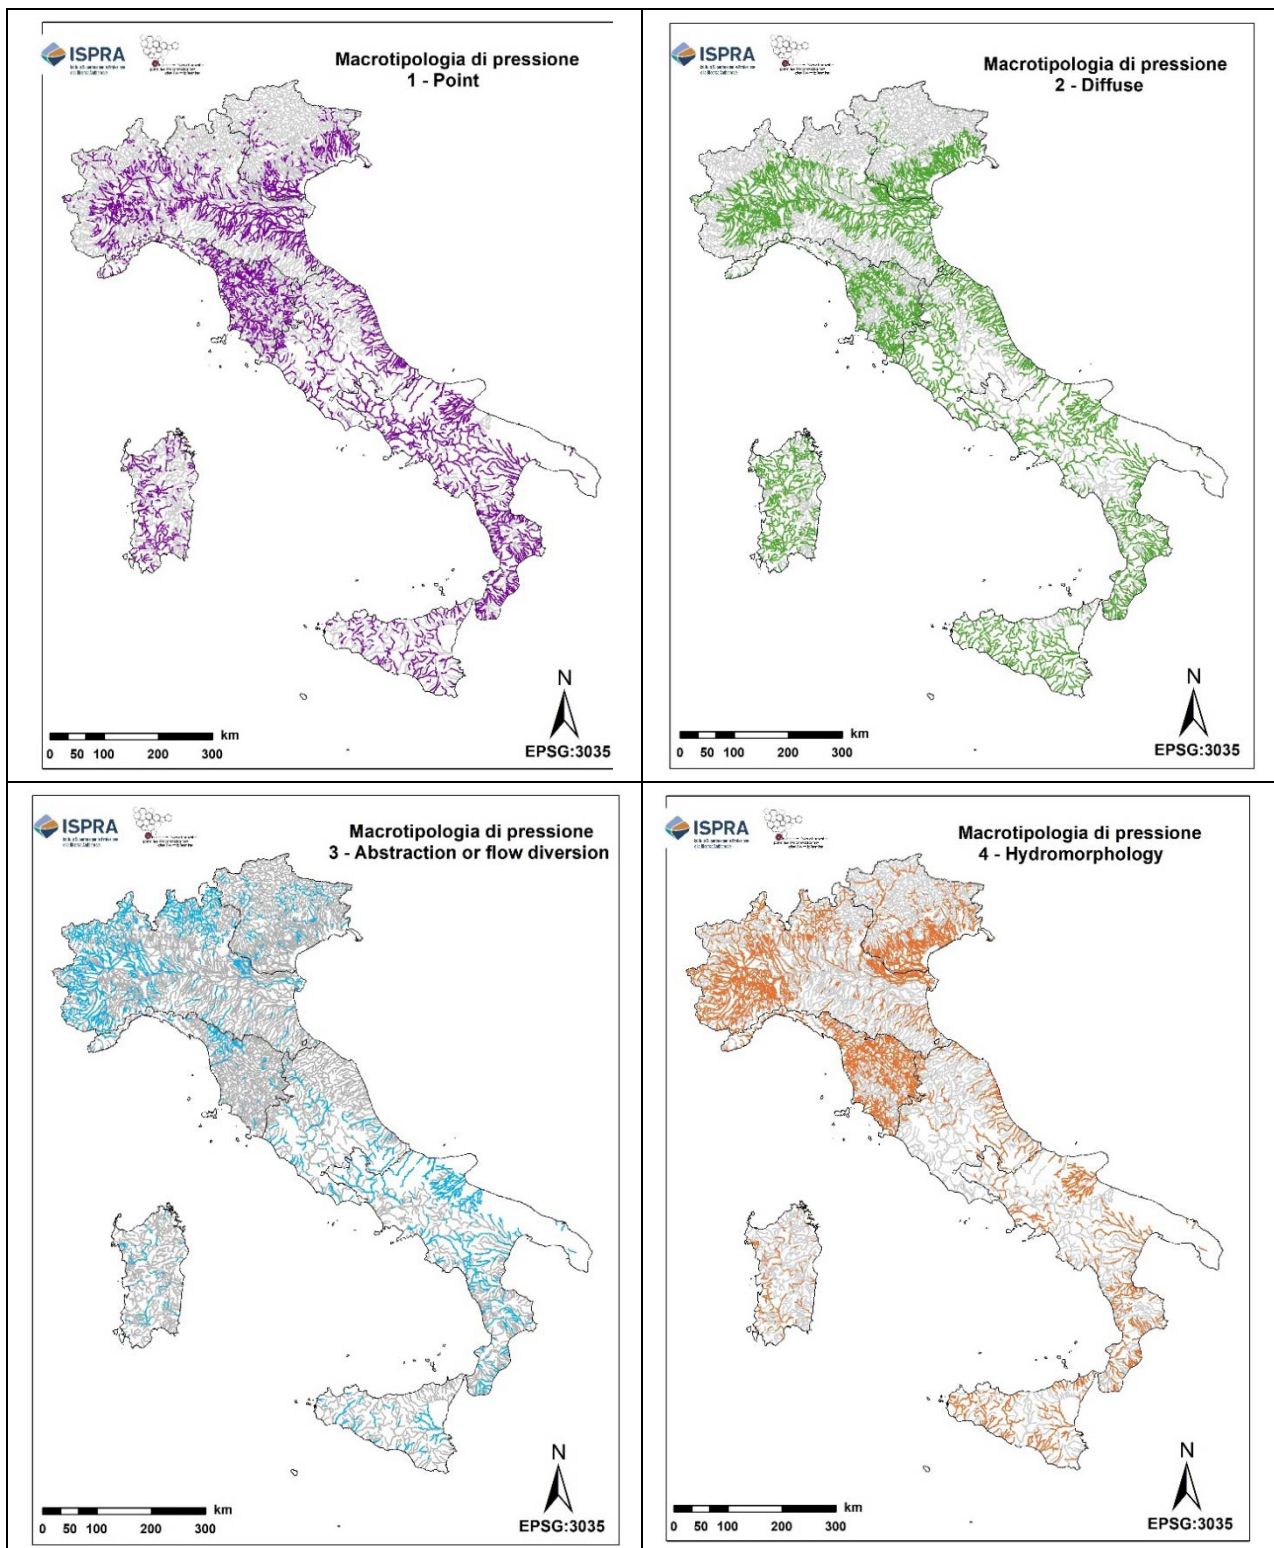 ISPRA
Macrotipologia di pressione
1 - Point
N
km
0 50 100 200 300
EPSG:3035
ISPRA
Macrotipologia di pressione
2 - Diffuse
N
km
0 50 100 200 300
EPSG:3035
ISPRA
Macrotipologia di pressione
3 - Abstraction or flow diversion
N
km
0 50 100 200 300
EPSG:3035
ISPRA
Macrotipologia di pressione
4 - Hydromorphology
N
km
0 50 100 200 300
EPSG:3035